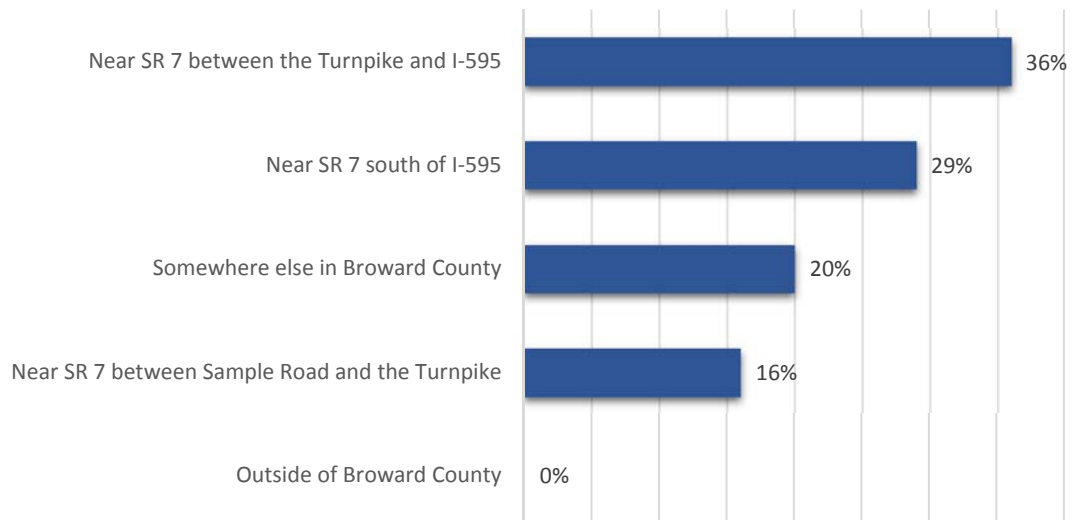 Near SR 7 between the Turnpike and I-595 36%
Near SR 7 south of I-595 29%
Somewhere else in Broward County 20%
Near SR 7 between Sample Road and the Turnpike 16%
Outside of Broward County 0%